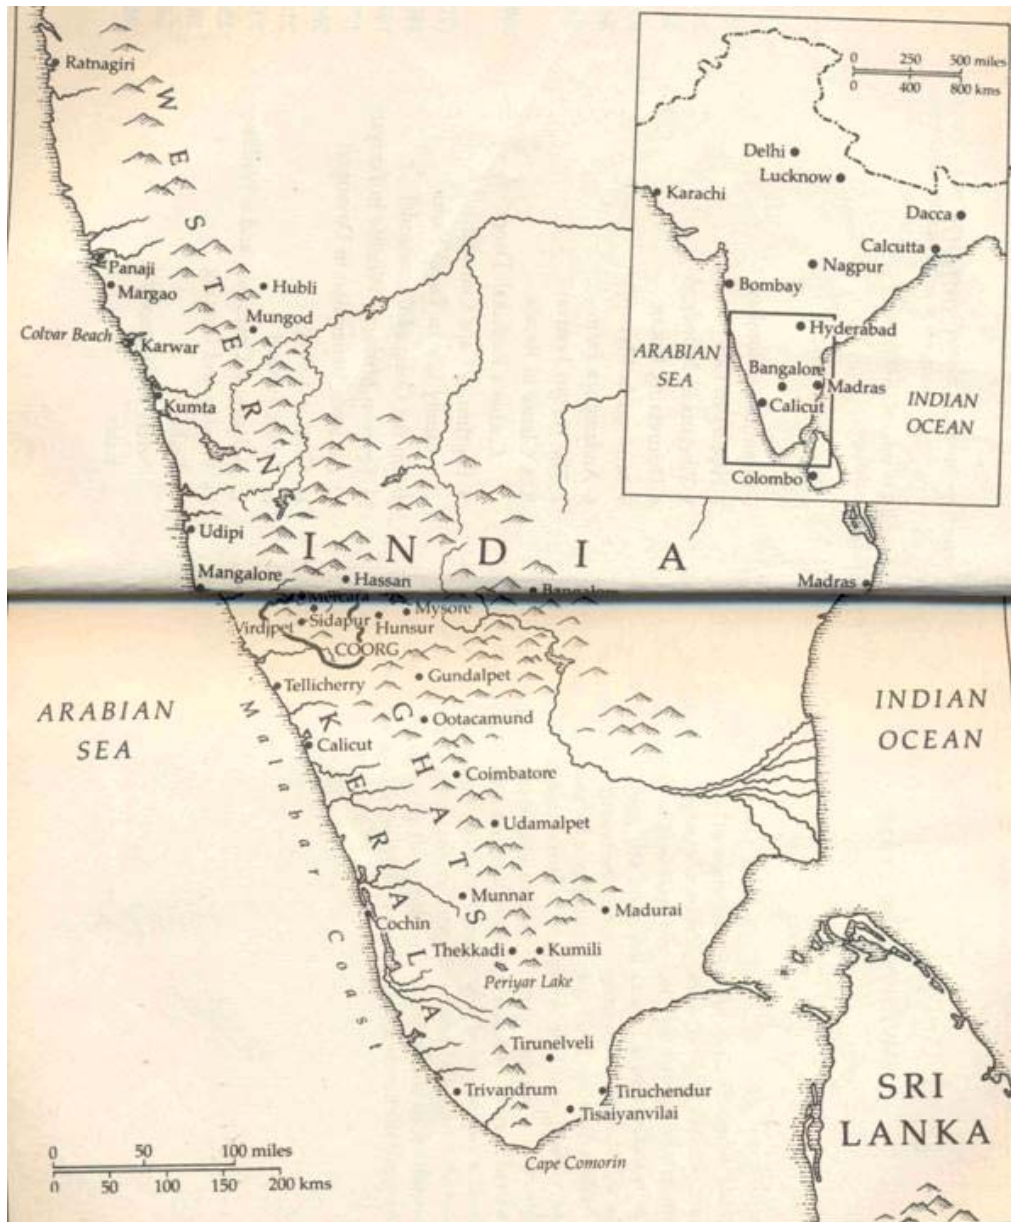 Ratnagiri
WESTERN
Panaji
Margao
Hubli
Mungod
Colvar Beach
Karwar
Kumta
Udipi
INDIA
Mangalore
Hassan
Bangalore
Madras
Mercara
Virdjpet
Sidapur
Hunsur
Mysore
COORG
Gundalpet
Tellicherry
Ootacamund
ARABIAN
SEA
Malabar Coast
KERALA
GHATS
Calicut
Coimbatore
Udamalpet
Munnar
Madurai
Cochin
Thekkadi
Kumili
Periyar Lake
Tirunelveli
Trivandrum
Tiruchendur
Tisaiyanvilai
Cape Comorin
INDIAN
OCEAN
SRI
LANKA
0 50 100 miles
0 50 100 150 200 kms
0 250 500 miles
0 400 800 kms
Delhi
Lucknow
Karachi
Dacca
Calcutta
Nagpur
Bombay
Hyderabad
ARABIAN
SEA
Bangalore
Madras
Calicut
INDIAN
OCEAN
Colombo